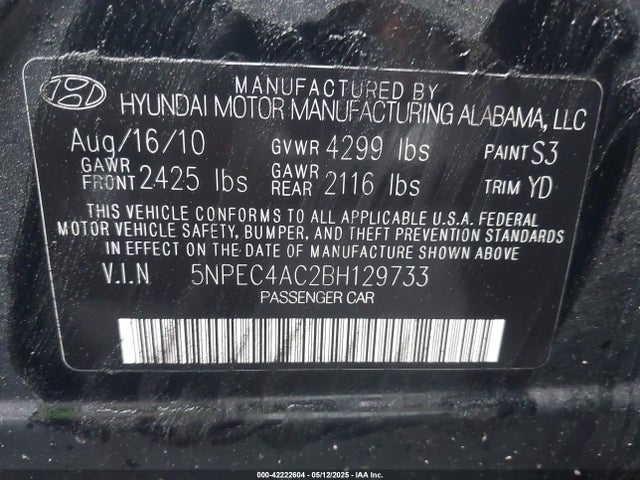 MANUFACTURED BY
HYUNDAI MOTOR MANUFACTURING ALABAMA, LLC
Aug/16/10 GVWR 4299 lbs PAINT S3
GAWR FRONT 2425 lbs GAWR REAR 2116 lbs TRIM YD
THIS VEHICLE CONFORMS TO ALL APPLICABLE U.S.A. FEDERAL
MOTOR VEHICLE SAFETY, BUMPER, AND THEFT PREVENTION STANDARDS
IN EFFECT ON THE DATE OF MANUFACTURE SHOWN ABOVE
V.I.N 5NPEC4AC2BH129733
PASSENGER CAR
000-42222604 - 05/12/2025 - IAA Inc.